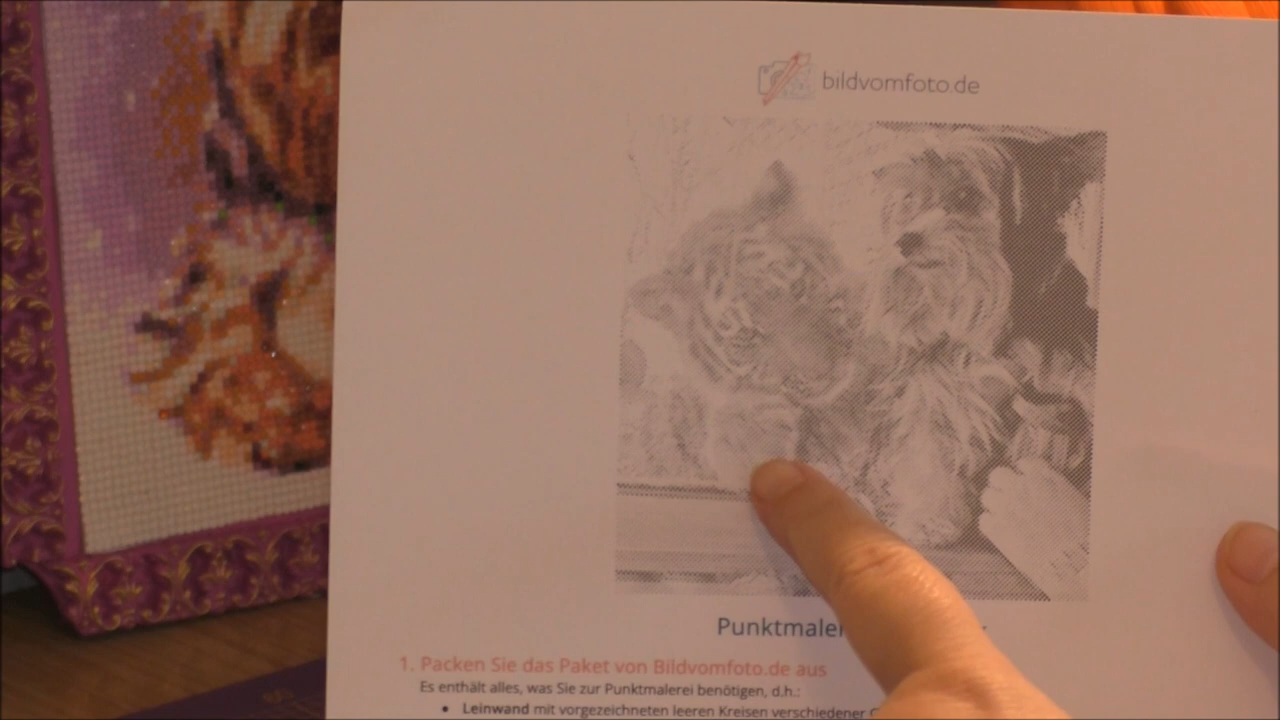 bildvomfoto.de
1. Packen Sie das Paket von Bildvomfoto.de aus
Es enthält alles, was Sie zur Punktmalerei benötigen, d.h.:
• Leinwand mit vorgezeichneten leeren Kreisen verschiedener